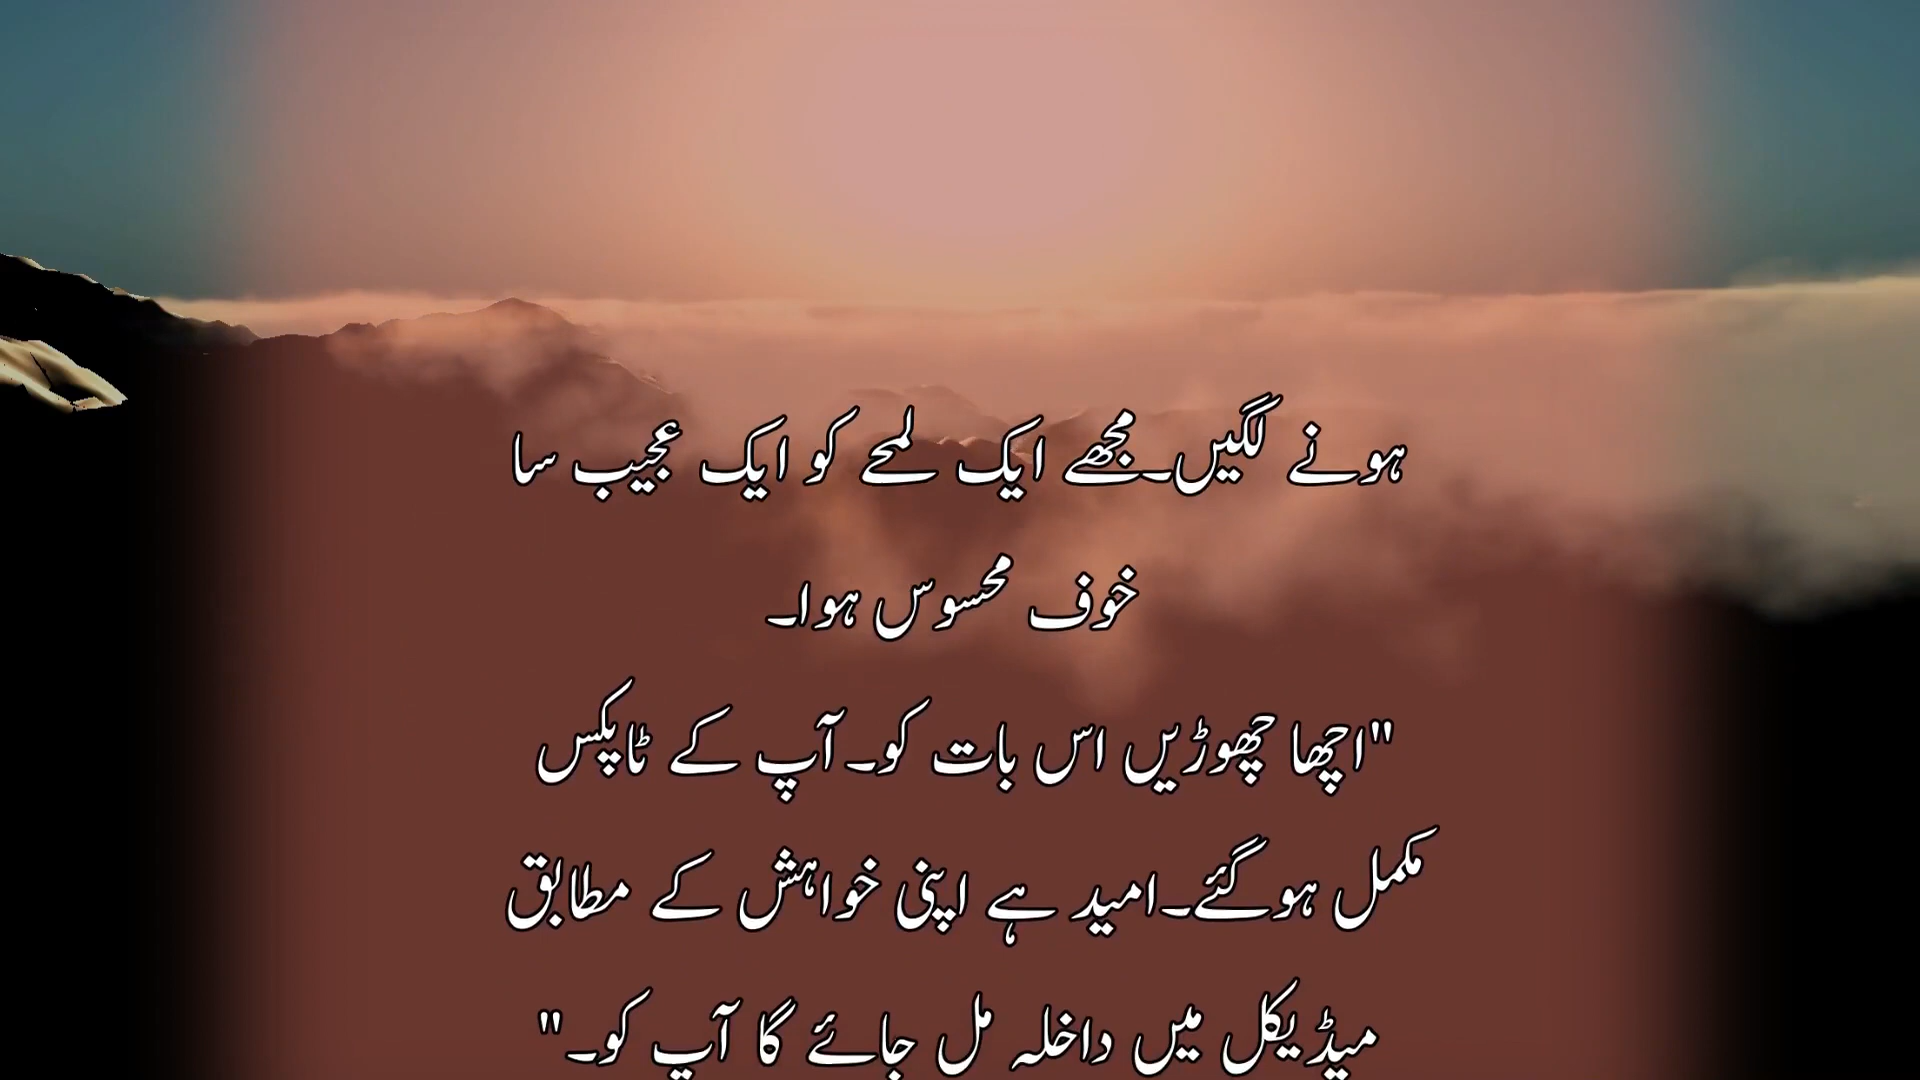 ہونے لگیں۔مجھے ایک لمحے کو ایک عجیب سا
خوف محسوس ہوا۔
"اچھا چھوڑیں اس بات کو۔آپ کے ٹاپکس
مکمل ہوگئے۔امید ہے اپنی خواہش کے مطابق
میڈیکل میں داخلہ مل جائے گا آپ کو۔"